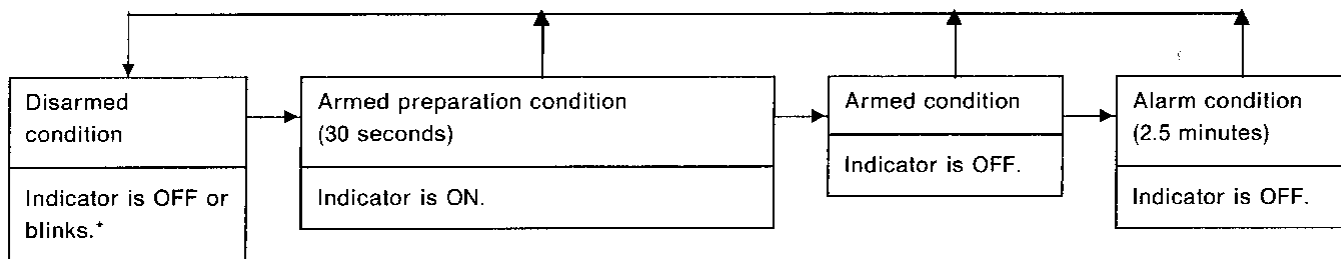 Disarmed
condition
Indicator is OFF or
blinks.*
Armed preparation condition
(30 seconds)
Indicator is ON.
Armed condition
Indicator is OFF.
Alarm condition
(2.5 minutes)
Indicator is OFF.